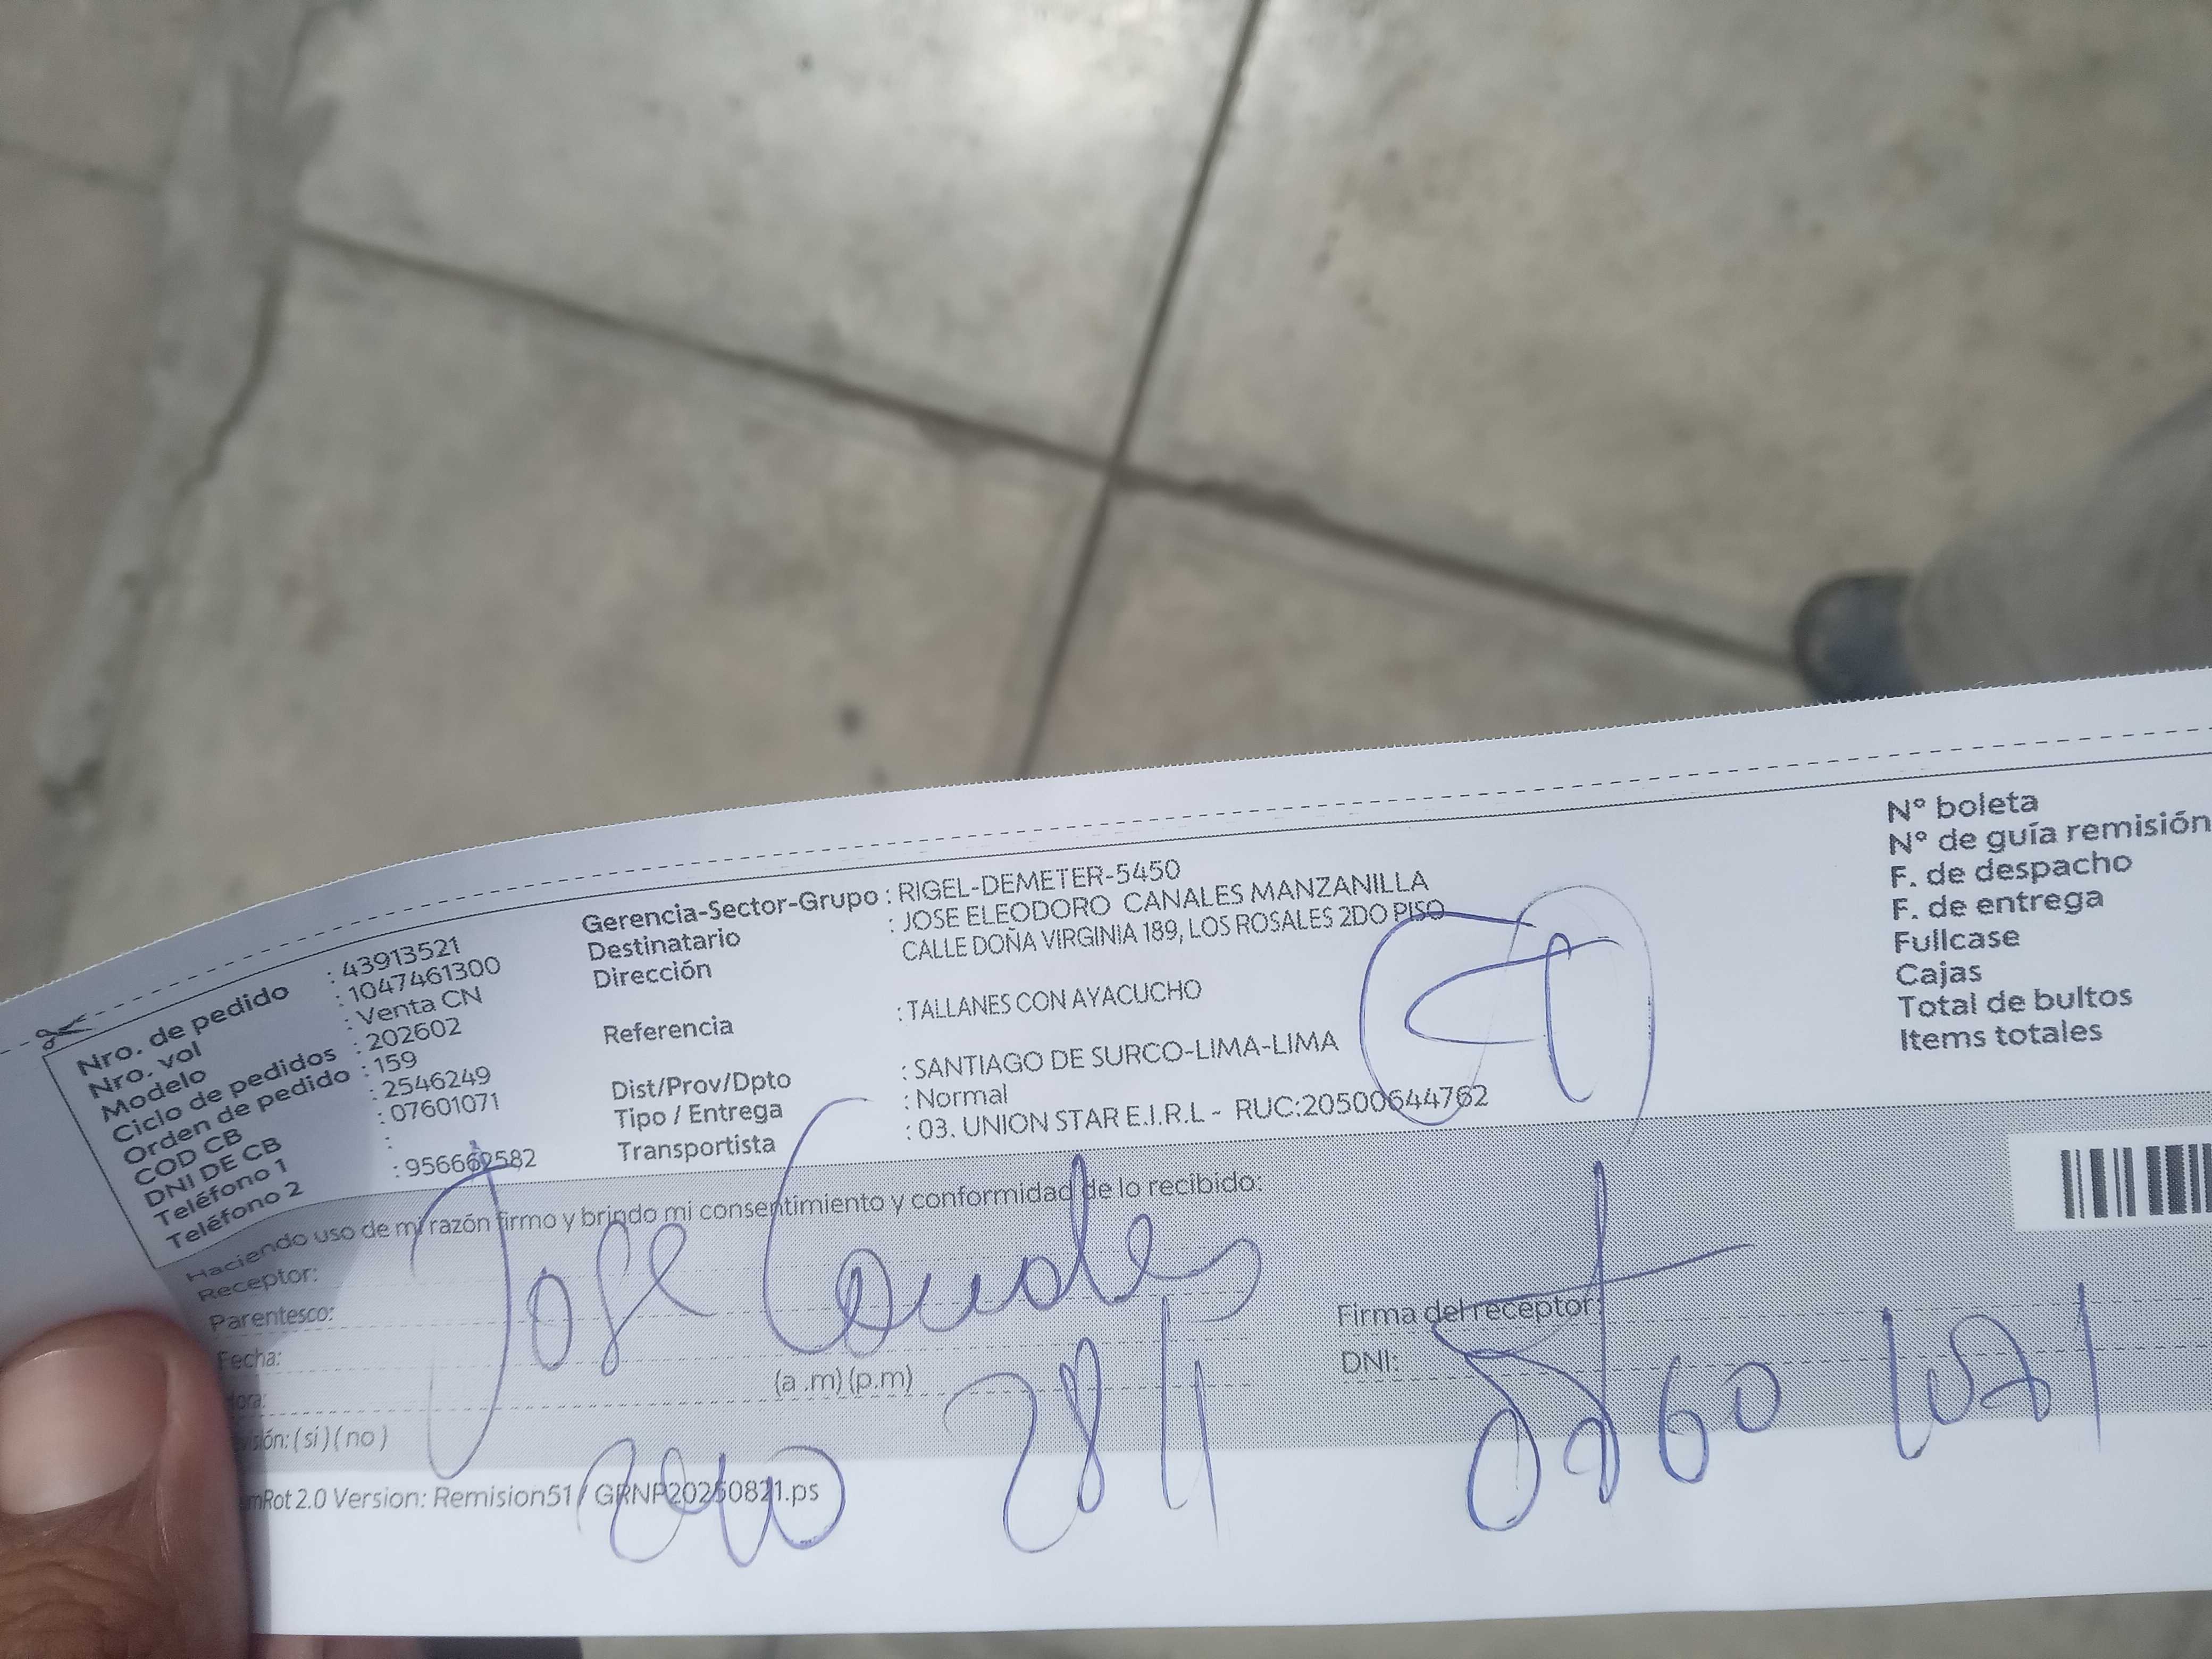 Nro. de pedido : 43913521
Nro. vol : 1047461300
Modelo : Venta CN
Ciclo de pedidos : 202602
Orden de pedido : 159
COD CB : 2546249
DNI DE CB : 07601071
Teléfono 1 :
Teléfono 2 : 956662582
Gerencia-Sector-Grupo : RIGEL-DEMETER-5450
Destinatario : JOSE ELEODORO CANALES MANZANILLA
Dirección CALLE DOÑA VIRGINIA 189, LOS ROSALES 2DO PISO
Referencia : TALLANES CON AYACUCHO
Dist/Prov/Dpto : SANTIAGO DE SURCO-LIMA-LIMA
Tipo / Entrega : Normal
Transportista : 03. UNION STAR E.I.R.L - RUC:20500644762
N° boleta
N° de guía remisión
F. de despacho
F. de entrega
Fullcase
Cajas
Total de bultos
Items totales
Haciendo uso de mi razón firmo y brindo mi consentimiento y conformidad de lo recibido:
Receptor: Jose Canales
Parentesco:
Fecha:
ora: (a .m) (p.m)
visión: ( si ) ( no )
28/1
Firma del receptor:
DNI: 0760 1071
mRot 2.0 Version: Remision51 / GRNP20250821.ps